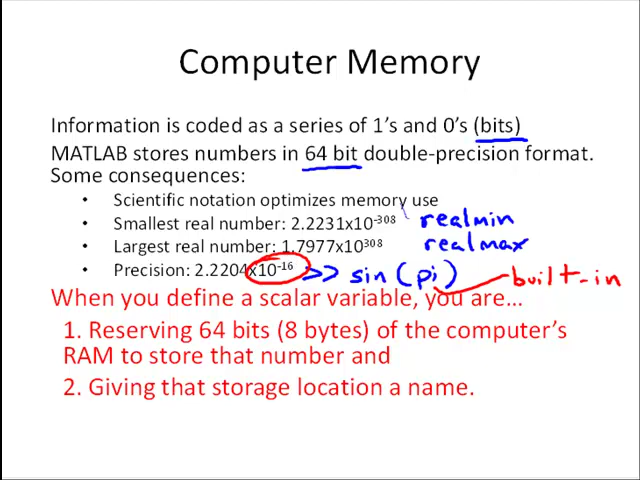 Computer Memory
Information is coded as a series of 1's and 0's (bits)
MATLAB stores numbers in 64 bit double-precision format.
Some consequences:
• Scientific notation optimizes memory use
• Smallest real number: 2.2231x10⁻³⁰⁸ realmin
• Largest real number: 1.7977x10³⁰⁸ realmax
• Precision: 2.2204x10⁻¹⁶ >> sin(pi) built-in
When you define a scalar variable, you are…
1. Reserving 64 bits (8 bytes) of the computer's
RAM to store that number and
2. Giving that storage location a name.